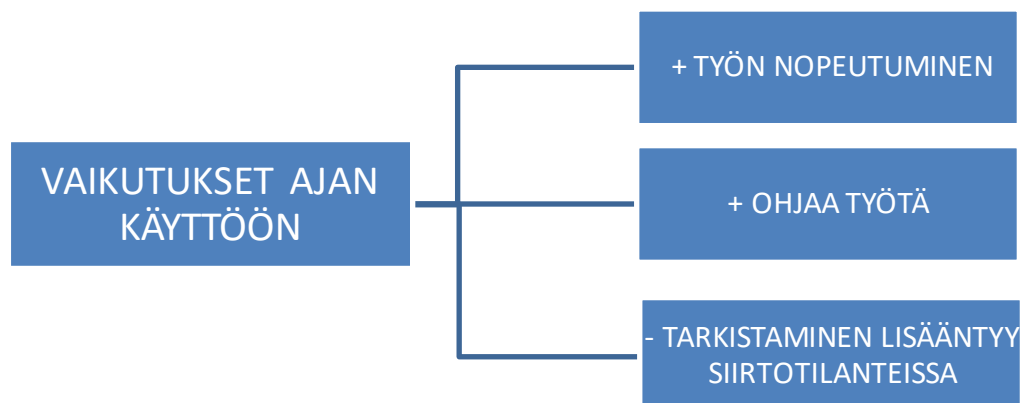 + TYÖN NOPEUTUMINEN
VAIKUTUKSET AJAN
KÄYTTÖÖN
+ OHJAA TYÖTÄ
- TARKISTAMINEN LISÄÄNTYY
SIIRTOTILANTEISSA